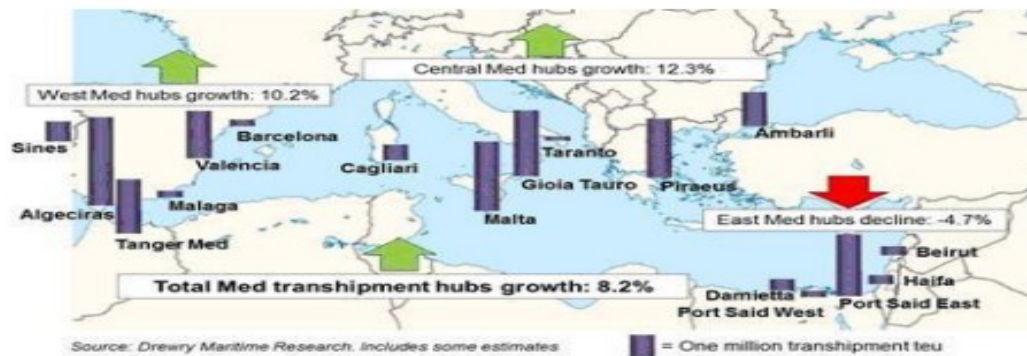 Central Med hubs growth: 12.3%
West Med hubs growth: 10.2%
Sines
Barcelona
Ambarli
Valencia
Cagliari
Taranto
Gioia Tauro
Piraeus
Algeciras
Malaga
Malta
Tanger Med
East Med hubs decline: -4.7%
Beirut
Total Med transhipment hubs growth: 8.2%
Haifa
Damietta
Port Said East
Port Said West
Source: Drewry Maritime Research. Includes some estimates
= One million transhipment teu